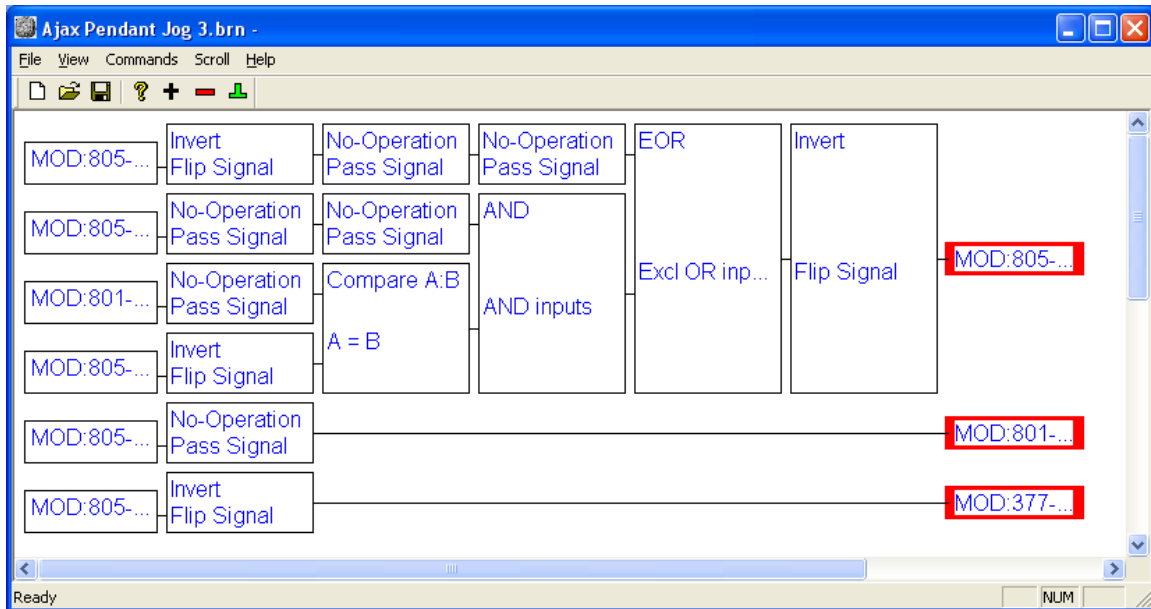 Ajax Pendant Jog 3.brn -
File View Commands Scroll Help
MOD:805-...
Invert
Flip Signal
No-Operation
Pass Signal
No-Operation
Pass Signal
EOR
Excl OR inp...
Invert
Flip Signal
MOD:805-...
MOD:805-...
No-Operation
Pass Signal
No-Operation
Pass Signal
AND
AND inputs
MOD:801-...
No-Operation
Pass Signal
Compare A:B
A = B
MOD:805-...
Invert
Flip Signal
MOD:805-...
No-Operation
Pass Signal
MOD:801-...
MOD:805-...
Invert
Flip Signal
MOD:377-...
Ready
NUM